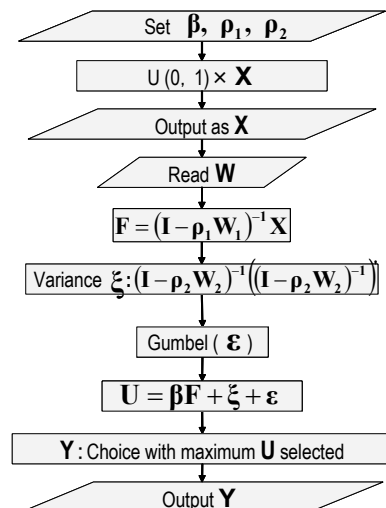 Set β, ρ₁, ρ₂
U (0, 1) × X
Output as X
Read W
F = (I − ρ₁W₁)⁻¹ X
Variance ξ : (I − ρ₂W₂)⁻¹((I − ρ₂W₂)⁻¹)'
Gumbel ( ε )
U = βF + ξ + ε
Y : Choice with maximum U selected
Output Y